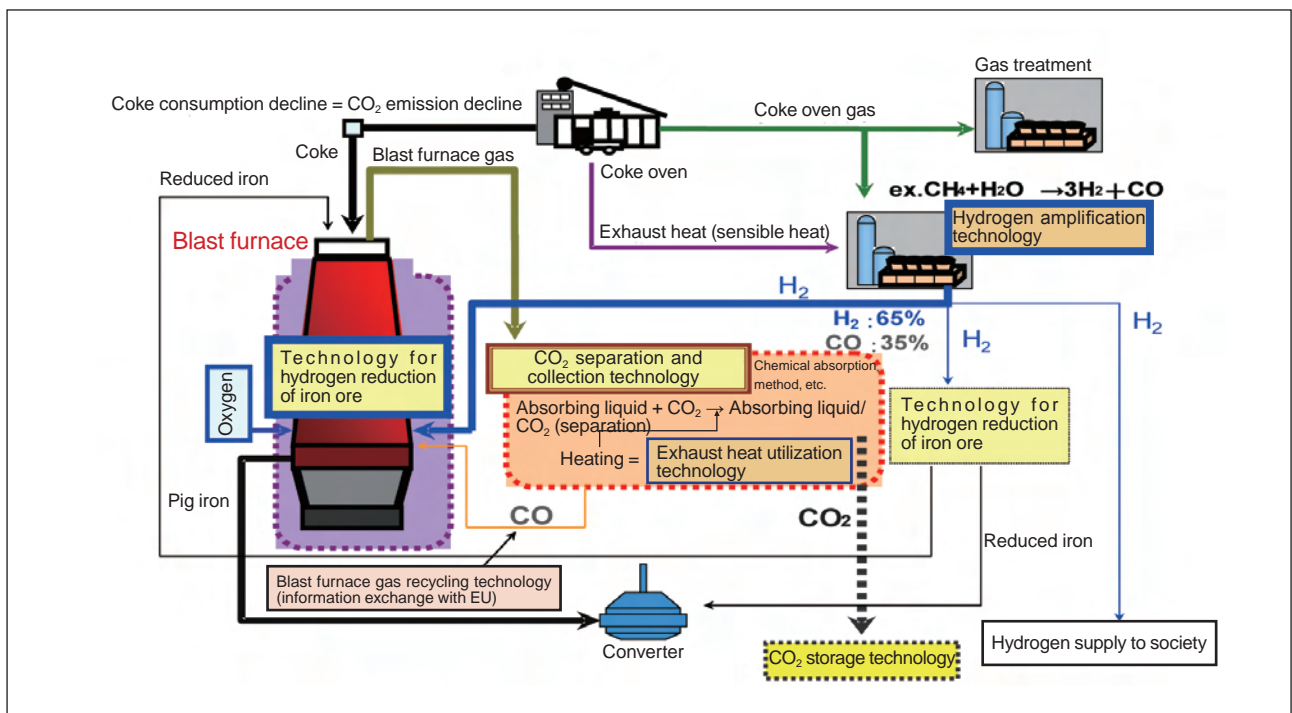 Gas treatment
Coke consumption decline = CO₂ emission decline
Coke oven gas
Coke
Blast furnace gas
Coke oven
Reduced iron
ex.CH₄+H₂O →3H₂+CO
Blast furnace
Exhaust heat (sensible heat)
Hydrogen amplification
technology
H₂
H₂ : 65%
CO : 35%
H₂
H₂
Technology for
hydrogen reduction
of iron ore
CO₂ separation and
collection technology
Chemical absorption
method, etc.
Oxygen
Absorbing liquid + CO₂ → Absorbing liquid/
CO₂ (separation)
Technology for
hydrogen reduction
of iron ore
Heating =
Exhaust heat utilization
technology
Pig iron
CO
CO₂
Reduced iron
Blast furnace gas recycling technology
(information exchange with EU)
Converter
CO₂ storage technology
Hydrogen supply to society